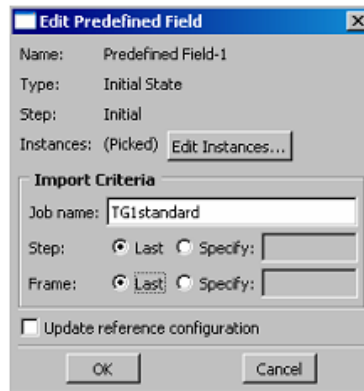 Edit Predefined Field
Name: Predefined Field-1
Type: Initial State
Step: Initial
Instances: (Picked) Edit Instances...
Import Criteria
Job name: TG1standard
Step: Last Specify:
Frame: Last Specify:
Update reference configuration
OK Cancel